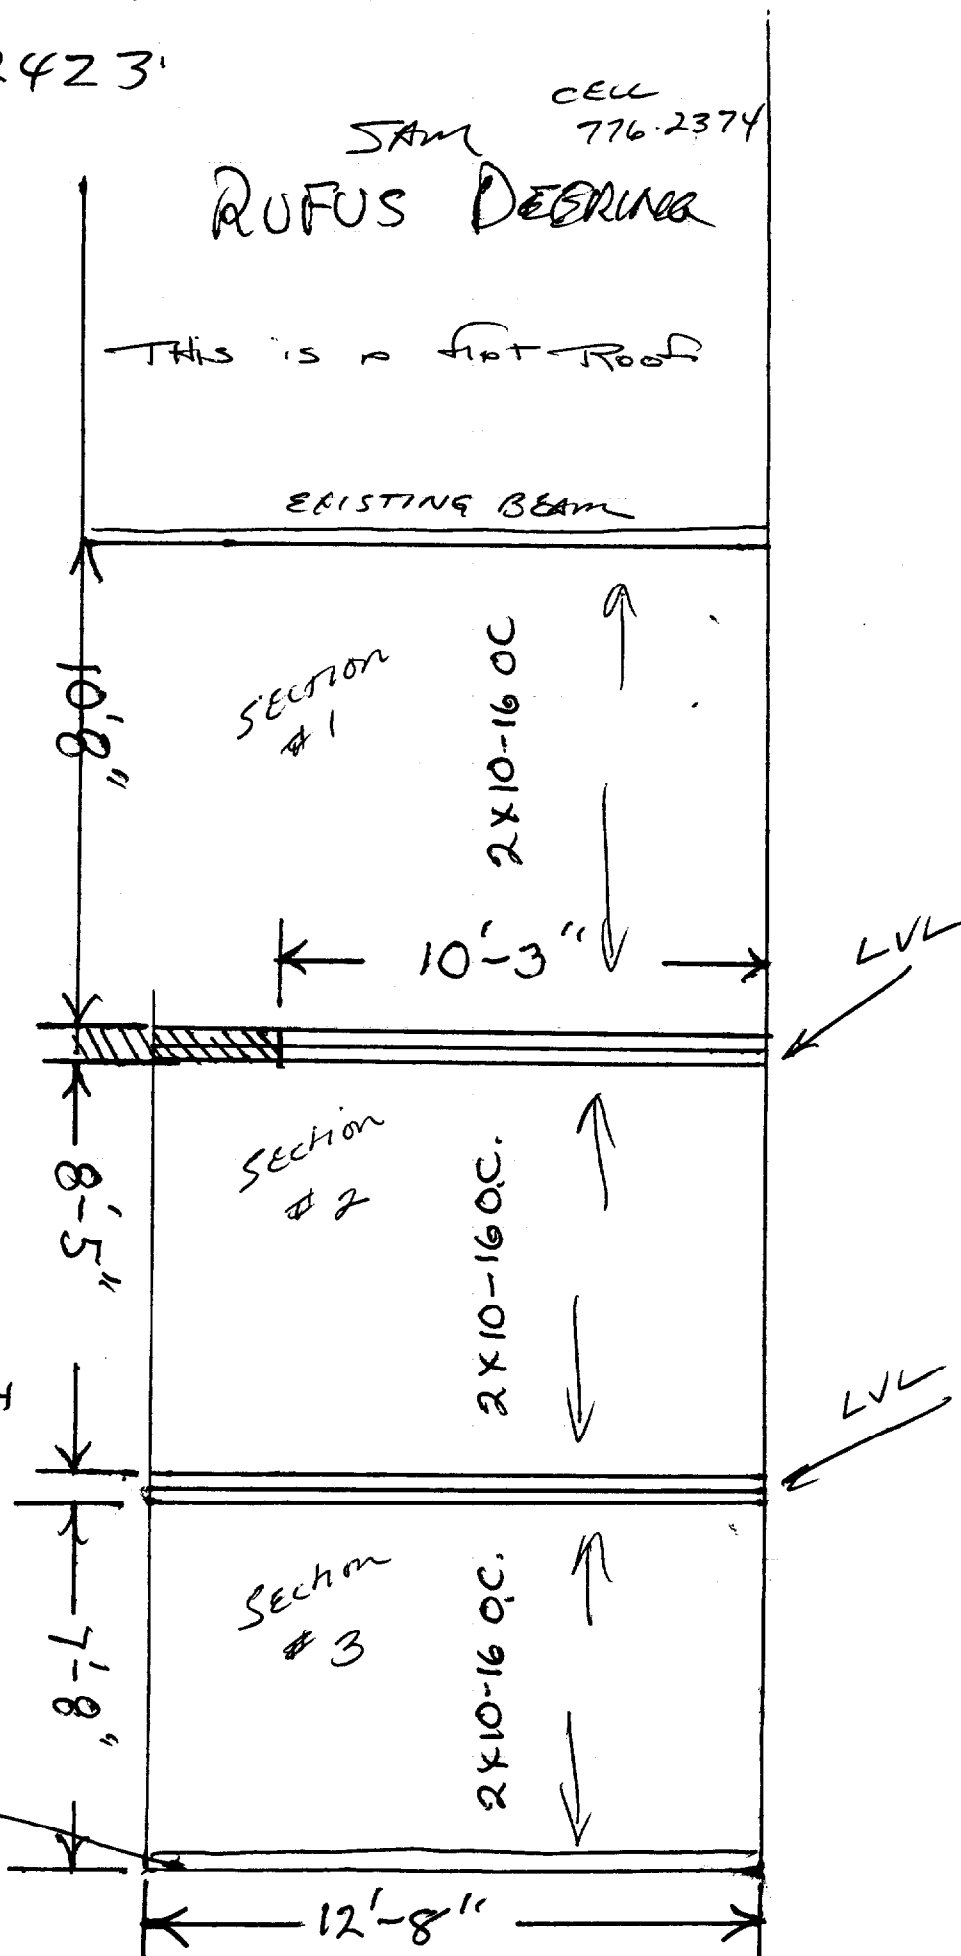 2423'
CELL
776-2374
SAM
RUFUS DEERING
THis is a flat Roof
EXISTING BEAM
SECTION
#1
2X10-16 OC
10'8"
10'-3"
LVL
Section
#2
2X10-16 O.C.
8'-5"
LVL
Section
#3
2X10-16 O.C.
7'-8"
12'-8"